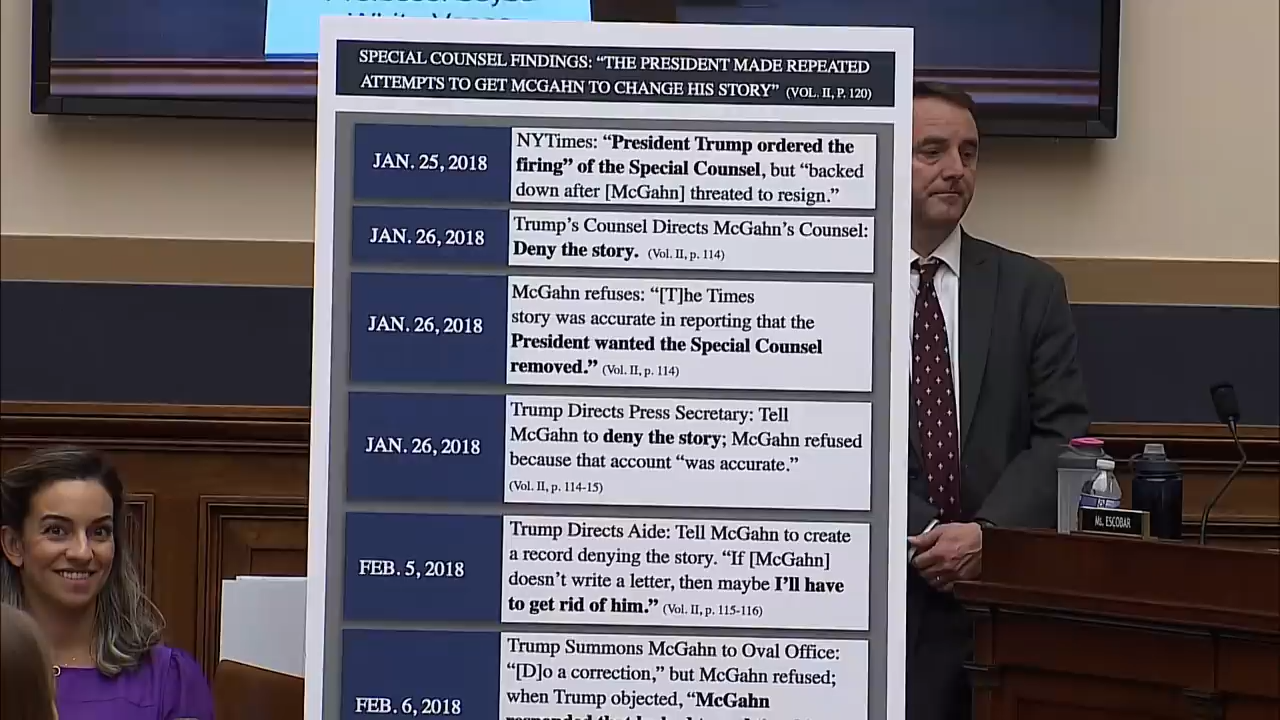 SPECIAL COUNSEL FINDINGS: “THE PRESIDENT MADE REPEATED
ATTEMPTS TO GET MCGAHN TO CHANGE HIS STORY” (VOL. II, P. 120)
JAN. 25, 2018
NYTimes: “President Trump ordered the
firing” of the Special Counsel, but “backed
down after [McGahn] threated to resign.”
JAN. 26, 2018
Trump’s Counsel Directs McGahn’s Counsel:
Deny the story. (Vol. II, p. 114)
JAN. 26, 2018
McGahn refuses: “[T]he Times
story was accurate in reporting that the
President wanted the Special Counsel
removed.” (Vol. II, p. 114)
JAN. 26, 2018
Trump Directs Press Secretary: Tell
McGahn to deny the story; McGahn refused
because that account “was accurate.”
(Vol. II, p. 114-15)
FEB. 5, 2018
Trump Directs Aide: Tell McGahn to create
a record denying the story. “If [McGahn]
doesn’t write a letter, then maybe I’ll have
to get rid of him.” (Vol. II, p. 115-116)
FEB. 6, 2018
Trump Summons McGahn to Oval Office:
“[D]o a correction,” but McGahn refused;
when Trump objected, “McGahn
Ms. ESCOBAR